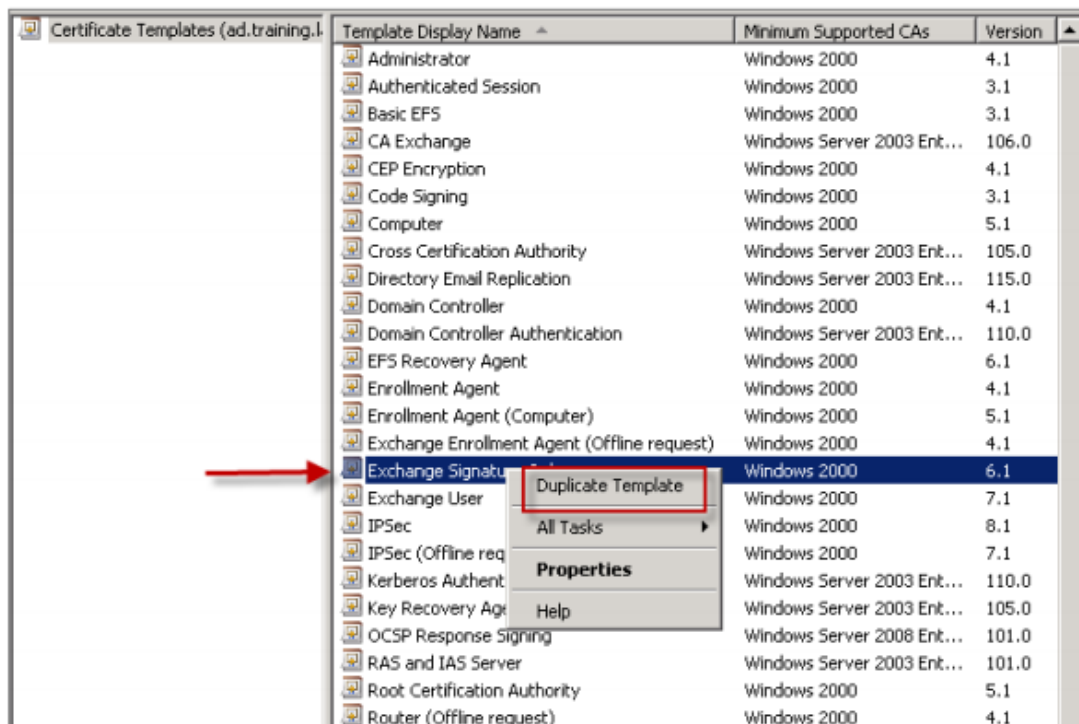 Certificate Templates (ad.training.l
Template Display Name Minimum Supported CAs Version
Administrator Windows 2000 4.1
Authenticated Session Windows 2000 3.1
Basic EFS Windows 2000 3.1
CA Exchange Windows Server 2003 Ent... 106.0
CEP Encryption Windows 2000 4.1
Code Signing Windows 2000 3.1
Computer Windows 2000 5.1
Cross Certification Authority Windows Server 2003 Ent... 105.0
Directory Email Replication Windows Server 2003 Ent... 115.0
Domain Controller Windows 2000 4.1
Domain Controller Authentication Windows Server 2003 Ent... 110.0
EFS Recovery Agent Windows 2000 6.1
Enrollment Agent Windows 2000 4.1
Enrollment Agent (Computer) Windows 2000 5.1
Exchange Enrollment Agent (Offline request) Windows 2000 4.1
Exchange Signatu Windows 2000 6.1
Duplicate Template
Exchange User Windows 2000 7.1
IPSec Windows 2000 8.1
All Tasks
IPSec (Offline req Windows 2000 7.1
Properties
Kerberos Authent Windows Server 2003 Ent... 110.0
Key Recovery Age Windows Server 2003 Ent... 105.0
Help
OCSP Response Signing Windows Server 2008 Ent... 101.0
RAS and IAS Server Windows Server 2003 Ent... 101.0
Root Certification Authority Windows 2000 5.1
Router (Offline request) Windows 2000 4.1